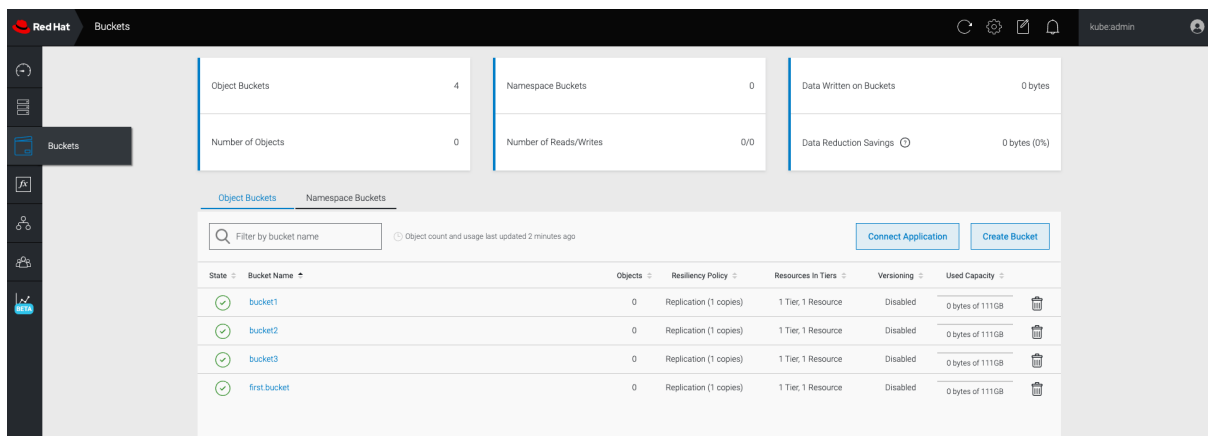 Red Hat Buckets kube:admin
Object Buckets 4 Namespace Buckets 0 Data Written on Buckets 0 bytes
Buckets
Number of Objects 0 Number of Reads/Writes 0/0 Data Reduction Savings ? 0 bytes (0%)
fx
Object Buckets Namespace Buckets
Filter by bucket name Object count and usage last updated 2 minutes ago Connect Application Create Bucket
State Bucket Name Objects Resiliency Policy Resources In Tiers Versioning Used Capacity
BETA
bucket1 0 Replication (1 copies) 1 Tier, 1 Resource Disabled 0 bytes of 111GB
bucket2 0 Replication (1 copies) 1 Tier, 1 Resource Disabled 0 bytes of 111GB
bucket3 0 Replication (1 copies) 1 Tier, 1 Resource Disabled 0 bytes of 111GB
first.bucket 0 Replication (1 copies) 1 Tier, 1 Resource Disabled 0 bytes of 111GB